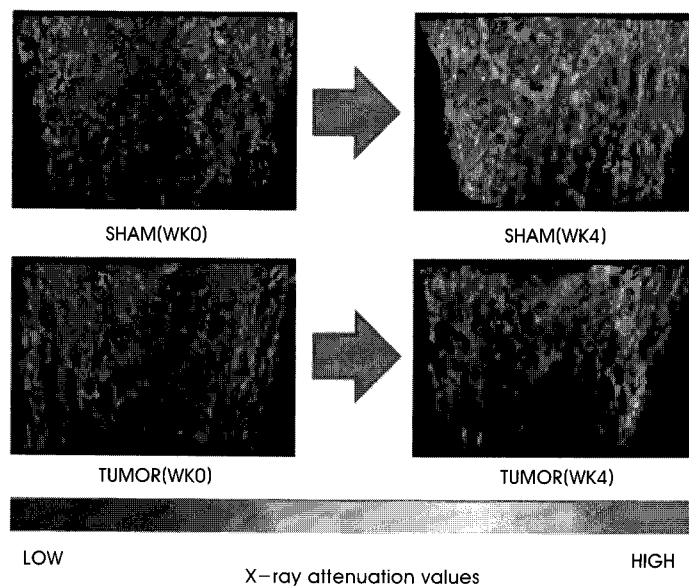 SHAM(WK0)
SHAM(WK4)
TUMOR(WK0)
TUMOR(WK4)
LOW
HIGH
X-ray attenuation values